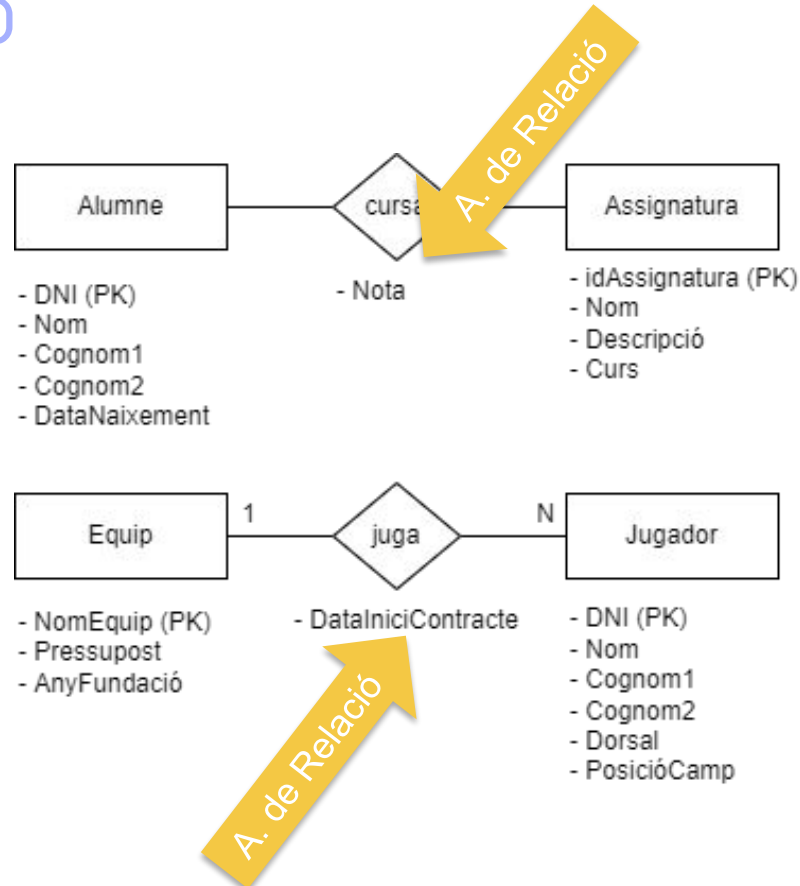 A. de Relació
Alumne
cursa
Assignatura
- DNI (PK)
- Nom
- Cognom1
- Cognom2
- DataNaixement
- Nota
- idAssignatura (PK)
- Nom
- Descripció
- Curs
Equip
1
juga
N
Jugador
- NomEquip (PK)
- Pressupost
- AnyFundació
- DataIniciContracte
- DNI (PK)
- Nom
- Cognom1
- Cognom2
- Dorsal
- PosicióCamp
A. de Relació